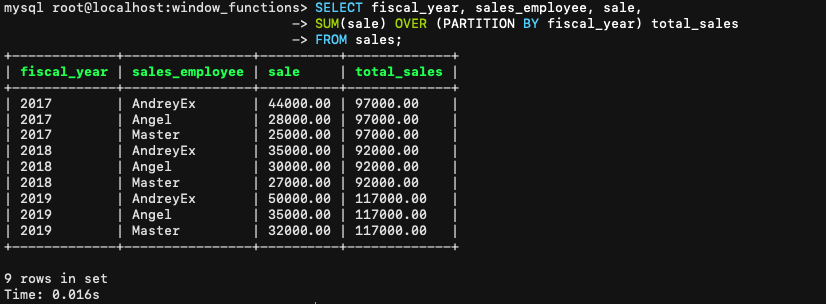 mysql root@localhost:window_functions> SELECT fiscal_year, sales_employee, sale,
                                    -> SUM(sale) OVER (PARTITION BY fiscal_year) total_sales
                                    -> FROM sales;
+-------------+----------------+----------+-------------+
| fiscal_year | sales_employee | sale     | total_sales |
+-------------+----------------+----------+-------------+
| 2017        | AndreyEx       | 44000.00 | 97000.00    |
| 2017        | Angel          | 28000.00 | 97000.00    |
| 2017        | Master         | 25000.00 | 97000.00    |
| 2018        | AndreyEx       | 35000.00 | 92000.00    |
| 2018        | Angel          | 30000.00 | 92000.00    |
| 2018        | Master         | 27000.00 | 92000.00    |
| 2019        | AndreyEx       | 50000.00 | 117000.00   |
| 2019        | Angel          | 35000.00 | 117000.00   |
| 2019        | Master         | 32000.00 | 117000.00   |
+-------------+----------------+----------+-------------+
9 rows in set
Time: 0.016s